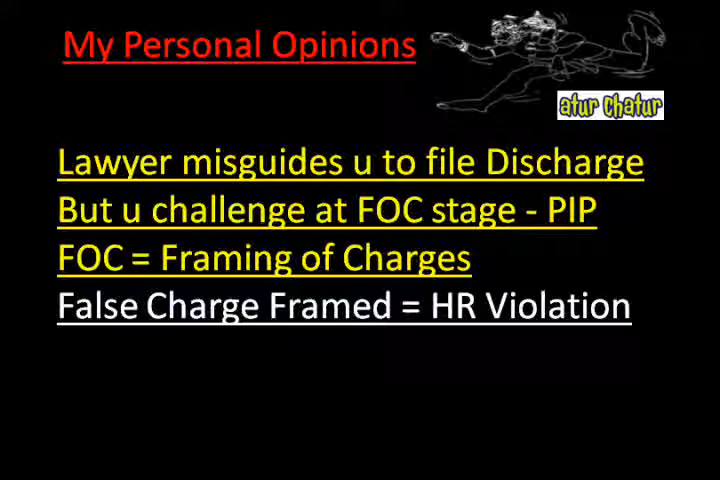 My Personal Opinions
atur chatur
Lawyer misguides u to file Discharge
But u challenge at FOC stage - PIP
FOC = Framing of Charges
False Charge Framed = HR Violation